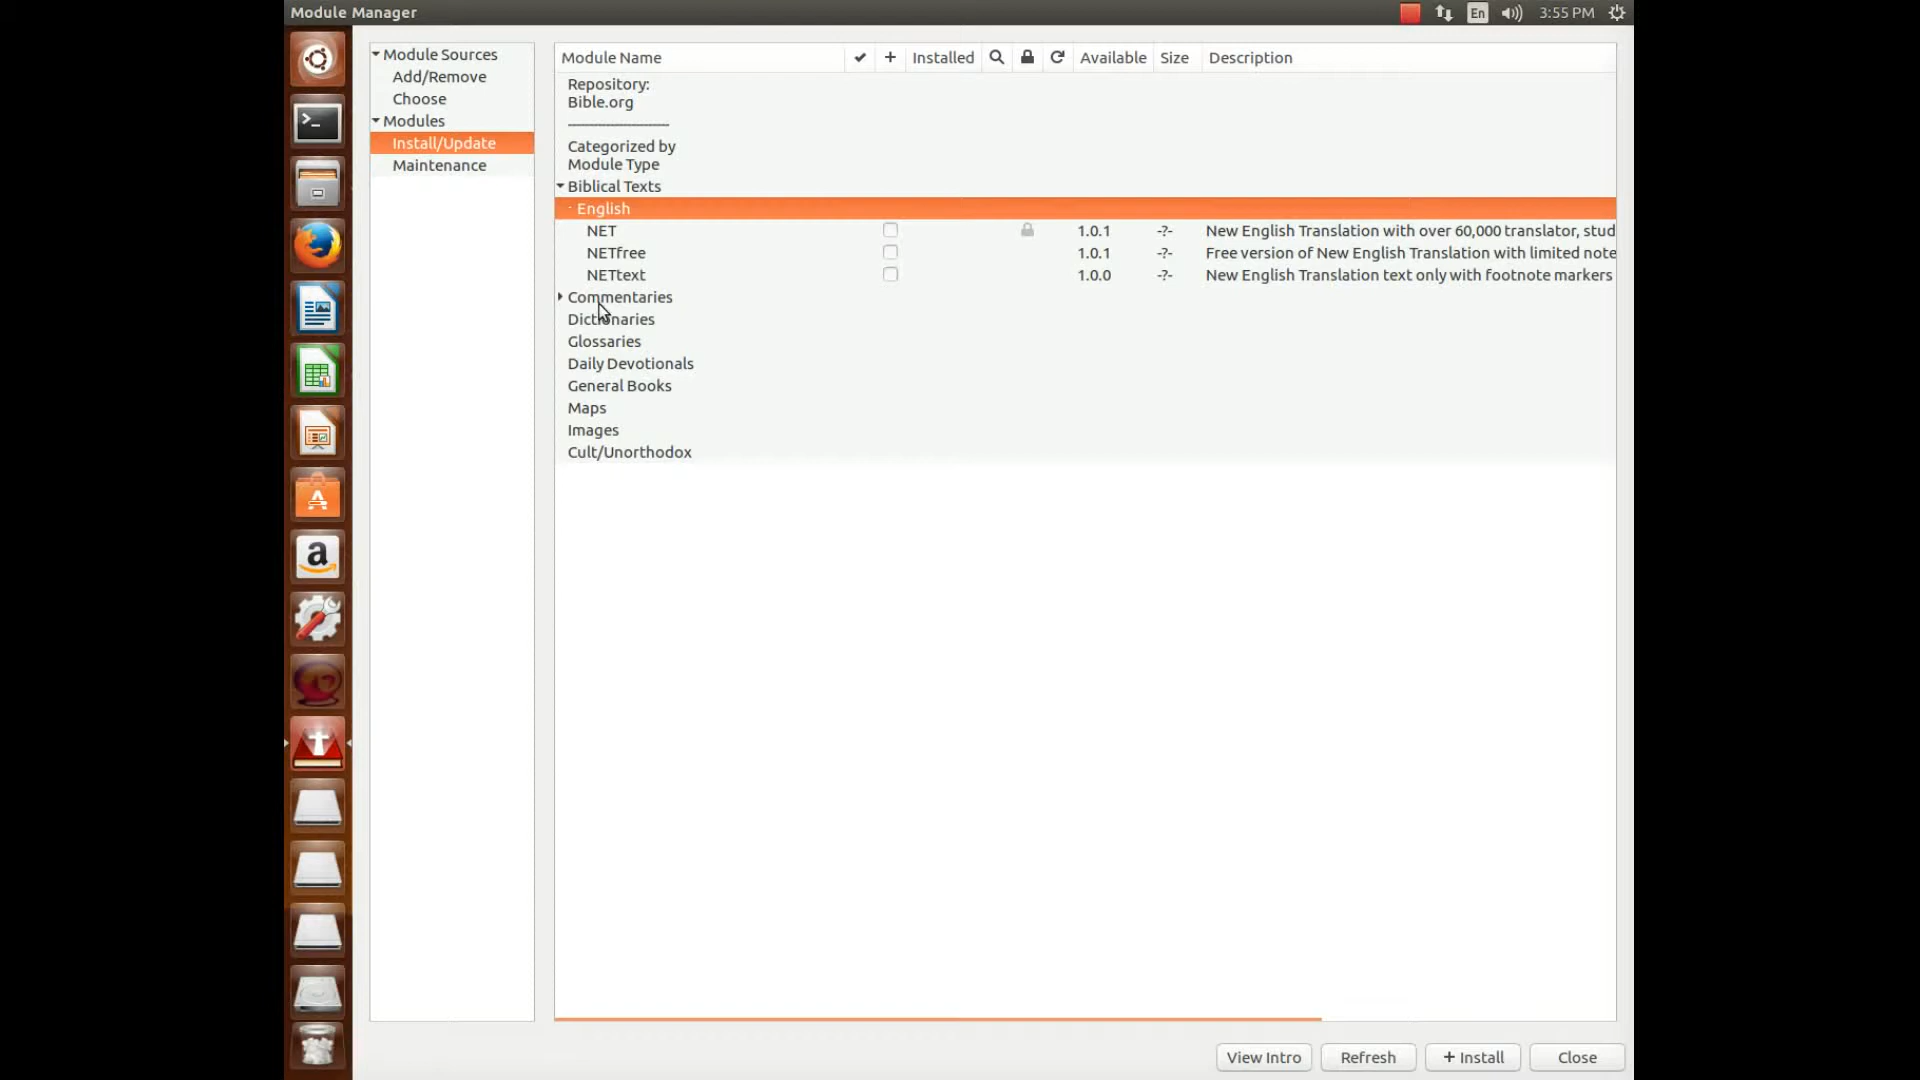 Module Manager
En
3:55 PM
Module Sources
Add/Remove
Choose
Modules
Install/Update
Maintenance
Module Name ✔ + Installed Available Size Description
Repository:
Bible.org
------------------------
Categorized by
Module Type
Biblical Texts
English
NET 1.0.1 -?- New English Translation with over 60,000 translator, stud
NETfree 1.0.1 -?- Free version of New English Translation with limited note
NETtext 1.0.0 -?- New English Translation text only with footnote markers
Commentaries
Dictionaries
Glossaries
Daily Devotionals
General Books
Maps
Images
Cult/Unorthodox
View Intro
Refresh
+ Install
Close